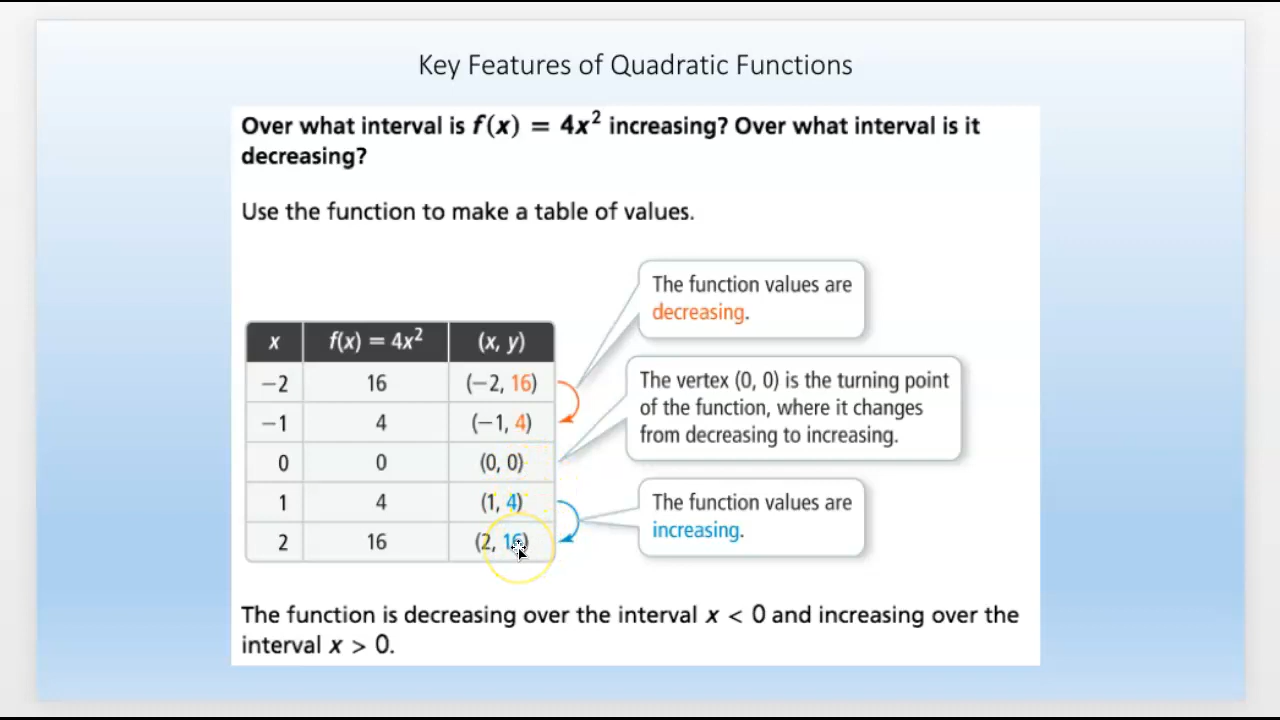 Key Features of Quadratic Functions
Over what interval is f(x) = 4x² increasing? Over what interval is it
decreasing?
Use the function to make a table of values.
The function values are
decreasing.
x f(x) = 4x² (x, y)
−2 16 (−2, 16)
−1 4 (−1, 4)
0 0 (0, 0)
1 4 (1, 4)
2 16 (2, 16)
The vertex (0, 0) is the turning point
of the function, where it changes
from decreasing to increasing.
The function values are
increasing.
The function is decreasing over the interval x < 0 and increasing over the
interval x > 0.